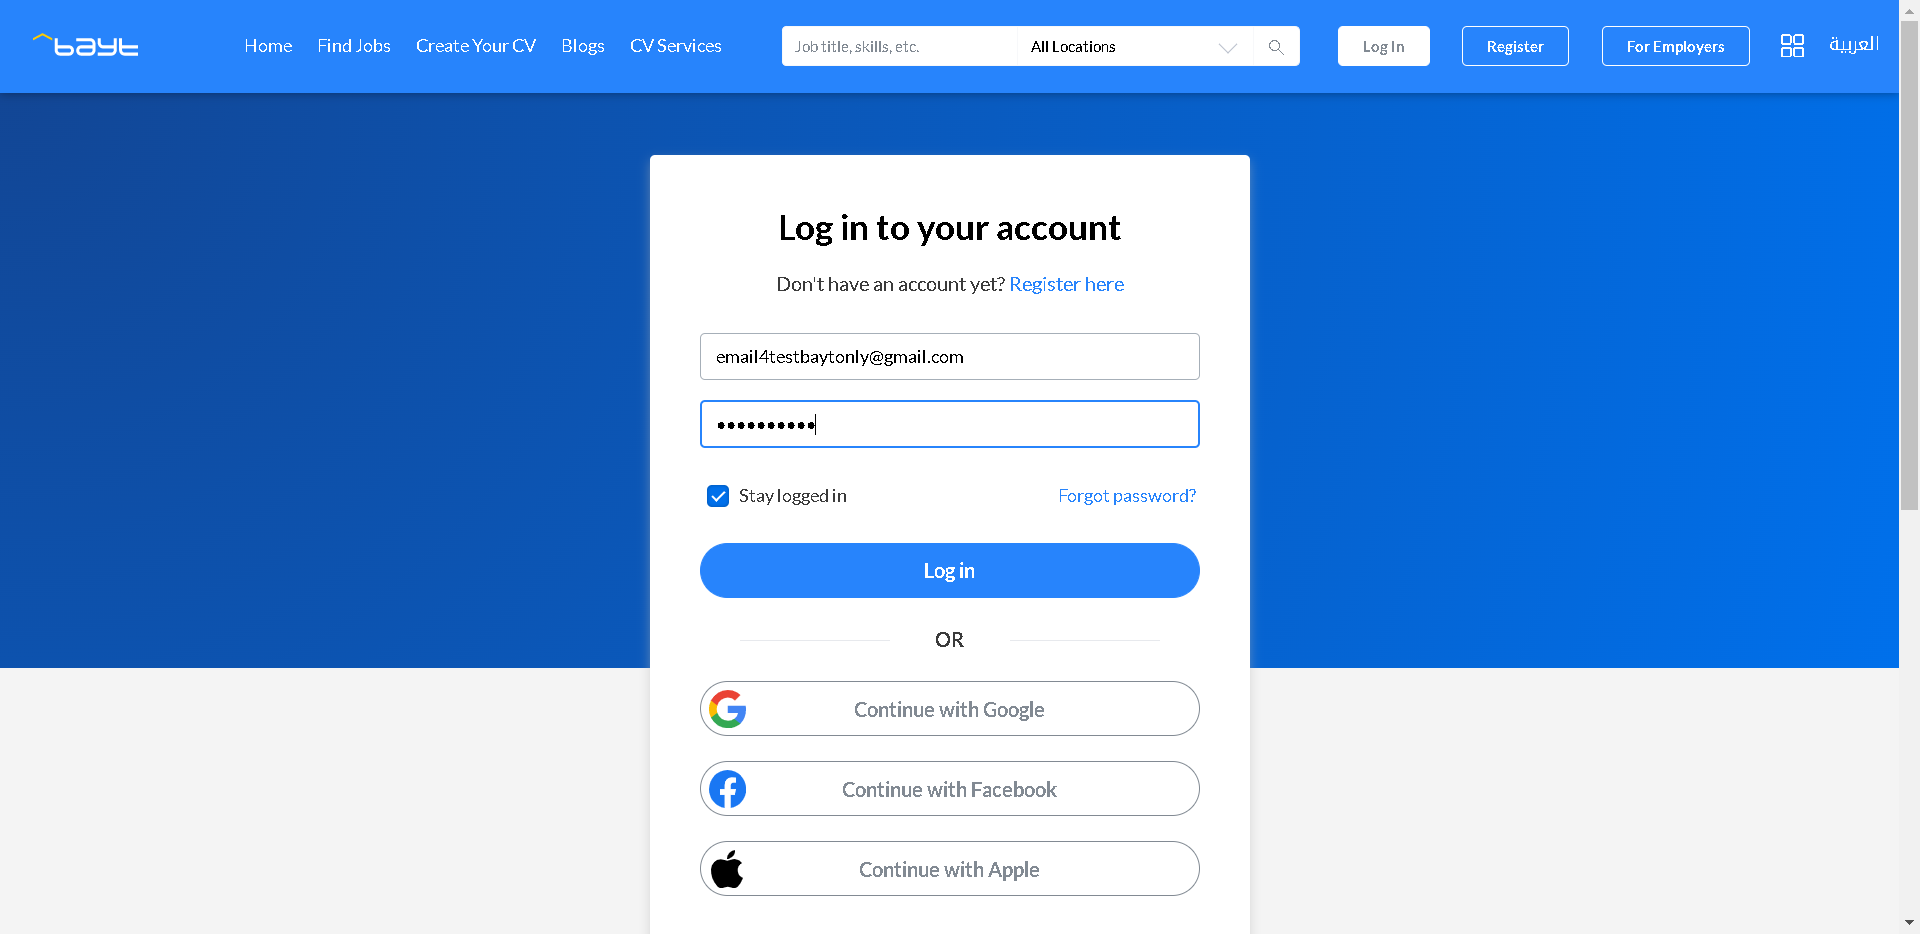 bayt
Home
Find Jobs
Create Your CV
Blogs
CV Services
Job title, skills, etc.
All Locations
Log In
Register
For Employers
العربية
Log in to your account
Don't have an account yet? Register here
email4testbaytonly@gmail.com
••••••••••
Stay logged in
Forgot password?
Log in
OR
Continue with Google
Continue with Facebook
Continue with Apple